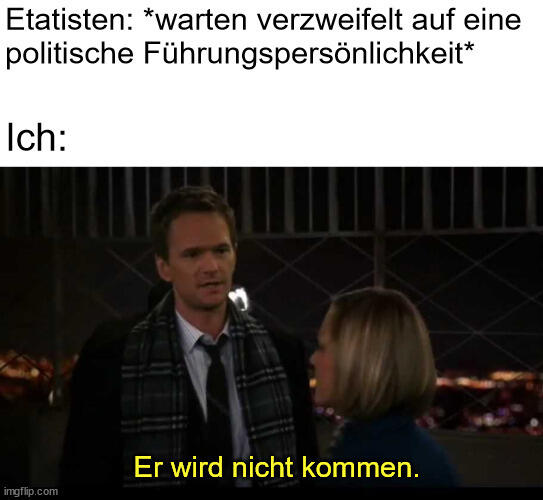 Etatisten: *warten verzweifelt auf eine
politische Führungspersönlichkeit*
Ich:
Er wird nicht kommen.
imgflip.com